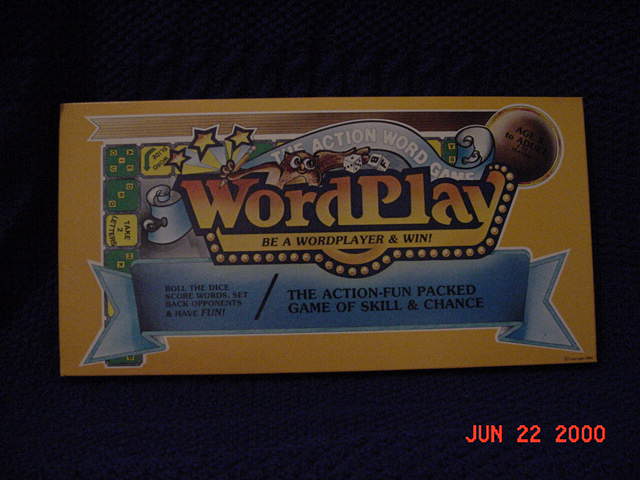 THE ACTION WORD GAME
AGE
to ADULT
WordPlay
BE A WORDPLAYER & WIN!
TAKE
2
LETTERS
ROLL THE DICE
SCORE WORDS, SET
BACK OPPONENTS
& HAVE FUN!
/
THE ACTION-FUN PACKED
GAME OF SKILL & CHANCE
JUN 22 2000